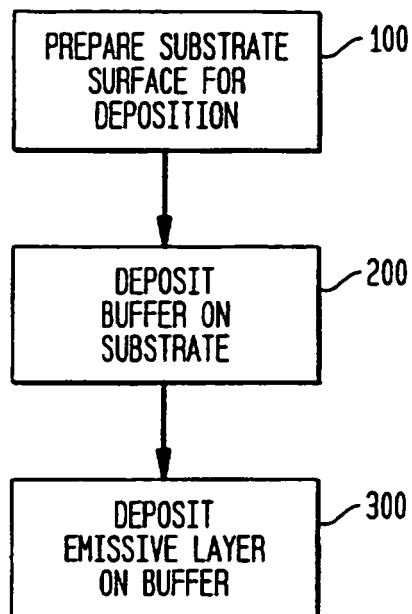 PREPARE SUBSTRATE
SURFACE FOR
DEPOSITION
100
DEPOSIT
BUFFER ON
SUBSTRATE
200
DEPOSIT
EMISSIVE LAYER
ON BUFFER
300